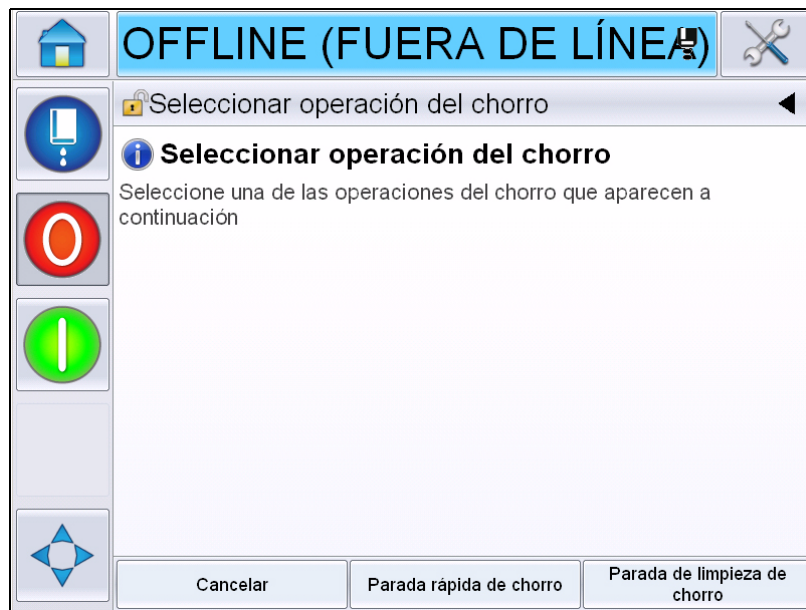 OFFLINE (FUERA DE LÍNEA)
Seleccionar operación del chorro
Seleccionar operación del chorro
Seleccione una de las operaciones del chorro que aparecen a
continuación
Cancelar
Parada rápida de chorro
Parada de limpieza de
chorro